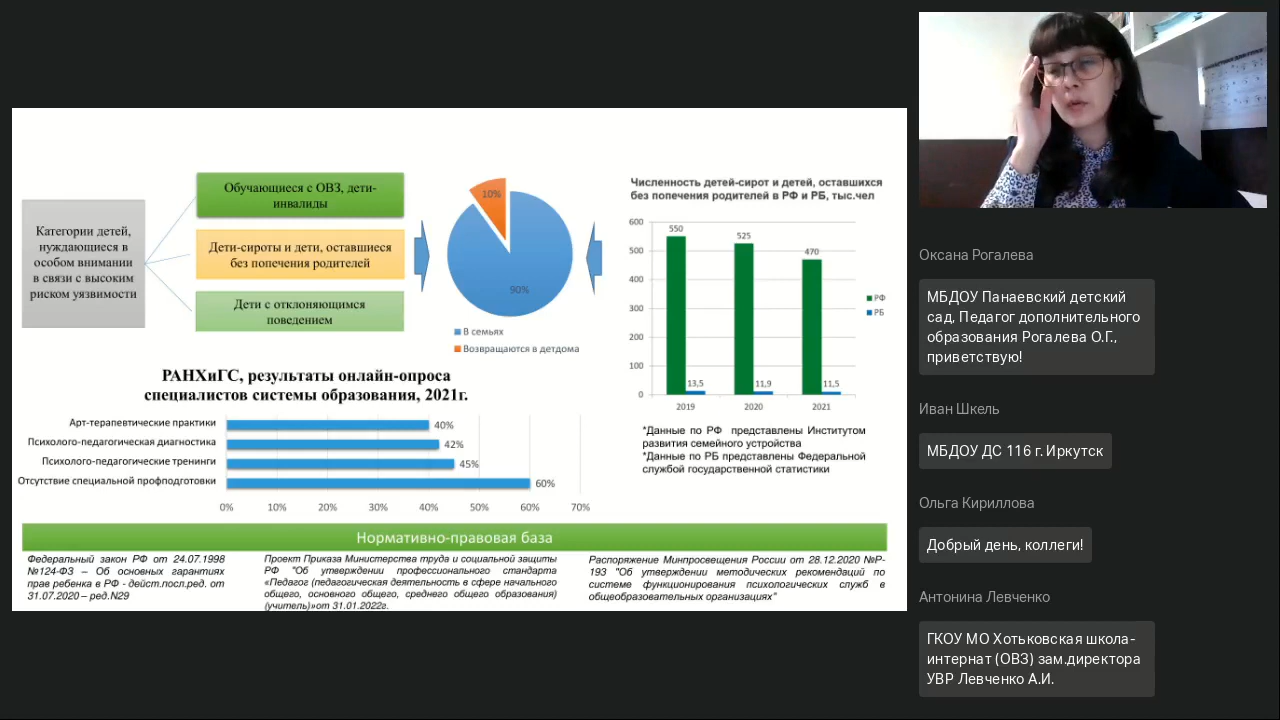 Категории детей,
нуждающиеся в
особом внимании
в связи с высоким
риском уязвимости
Обучающиеся с ОВЗ, дети-
инвалиды
Дети-сироты и дети, оставшиеся
без попечения родителей
Дети с отклоняющимся
поведением
10%
90%
В семьях
Возвращаются в детдома
Численность детей-сирот и детей, оставшихся
без попечения родителей в РФ и РБ, тыс.чел
600
500
400
300
200
100
0
550
525
470
13,5
11,9
11,5
2019
2020
2021
РФ
РБ
*Данные по РФ представлены Институтом
развития семейного устройства
*Данные по РБ представлены Федеральной
службой государственной статистики
РАНХиГС, результаты онлайн-опроса
специалистов системы образования, 2021г.
Арт-терапевтические практики
40%
Психолого-педагогическая диагностика
42%
Психолого-педагогические тренинги
45%
Отсутствие специальной профподготовки
60%
0% 10% 20% 30% 40% 50% 60% 70%
Нормативно-правовая база
Федеральный закон РФ от 24.07.1998
№124-ФЗ – Об основных гарантиях
прав ребенка в РФ - дейст.посл.ред. от
31.07.2020 – ред.N29
Проект Приказа Министерства труда и социальной защиты
РФ "Об утверждении профессионального стандарта
«Педагог (педагогическая деятельность в сфере начального
общего, основного общего, среднего общего образования)
(учитель)»от 31.01.2022г.
Распоряжение Минпросвещения России от 28.12.2020 №Р-
193 "Об утверждении методических рекомендаций по
системе функционирования психологических служб в
общеобразовательных организациях"
Оксана Рогалева
МБДОУ Панаевский детский
сад, Педагог дополнительного
образования Рогалева О.Г.,
приветствую!
Иван Шкель
МБДОУ ДС 116 г. Иркутск
Ольга Кириллова
Добрый день, коллеги!
Антонина Левченко
ГКОУ МО Хотьковская школа-
интернат (ОВЗ) зам.директора
УВР Левченко А.И.